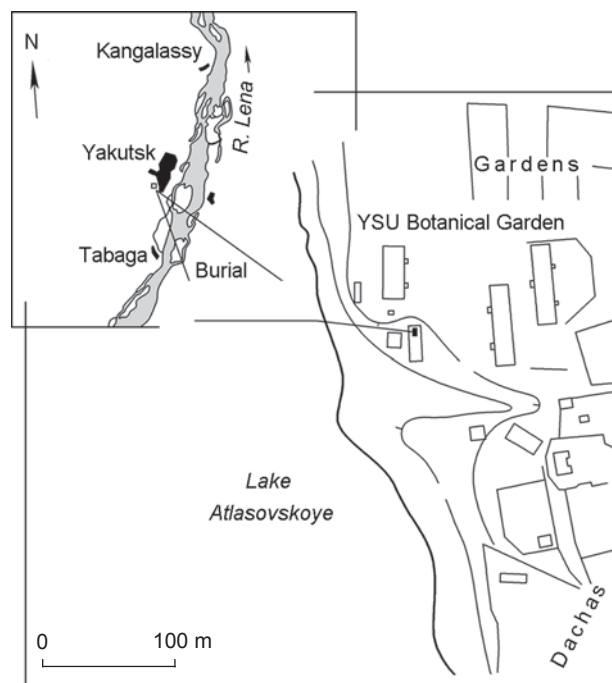 N
Kangalassy
R. Lena
Yakutsk
Tabaga
Burial
Gardens
YSU Botanical Garden
Lake
Atlasovskoye
Dachas
0 100 m